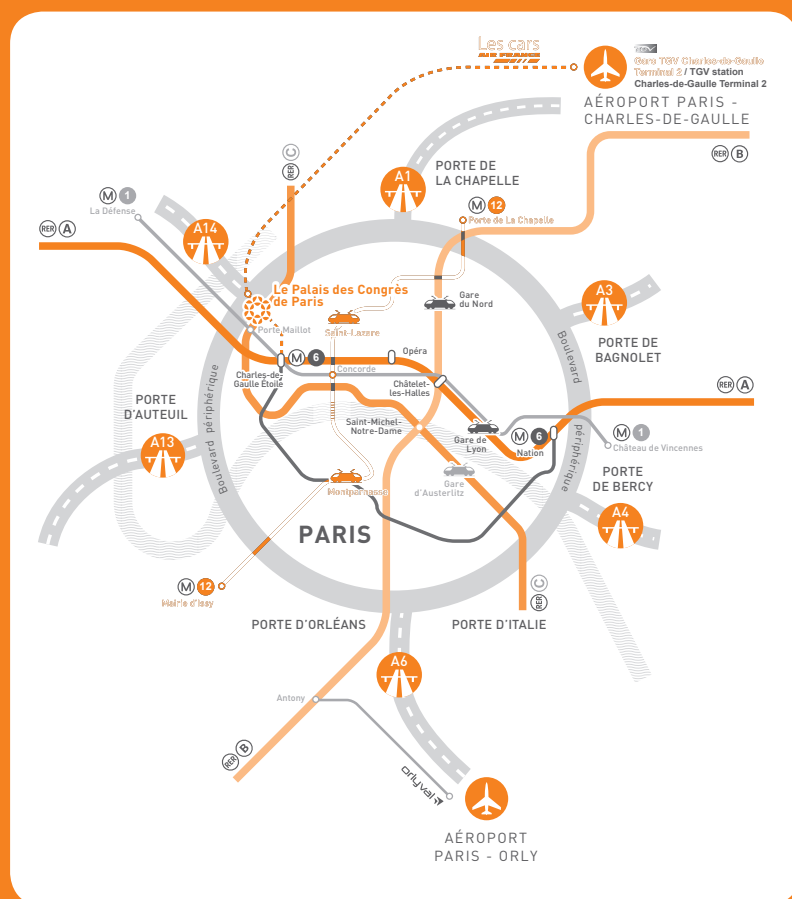 Les cars
AIR FRANCE
TGV
Gare TGV Charles-de-Gaulle
Terminal 2 / TGV station
Charles-de-Gaulle Terminal 2
AÉROPORT PARIS -
CHARLES-DE-GAULLE
RER B
RER C
A1
PORTE DE
LA CHAPELLE
M 1
La Défense
M 12
Porte de La Chapelle
RER A
A14
Le Palais des Congrès
de Paris
Gare
du Nord
A3
PORTE DE
BAGNOLET
Porte Maillot
Saint-Lazare
Boulevard
Opéra
M 6
Charles-de-
Gaulle Étoile
Concorde
Châtelet-
les-Halles
RER A
PORTE
D'AUTEUIL
Boulevard périphérique
A13
Saint-Michel-
Notre-Dame
Gare de
Lyon
M 6
Nation
M 1
Château de Vincennes
périphérique
Gare
d'Austerlitz
PORTE
DE BERCY
A4
Montparnasse
PARIS
M 12
Mairie d'Issy
RER C
PORTE D'ORLÉANS
PORTE D'ITALIE
A6
Antony
RER B
orlyval
AÉROPORT
PARIS - ORLY